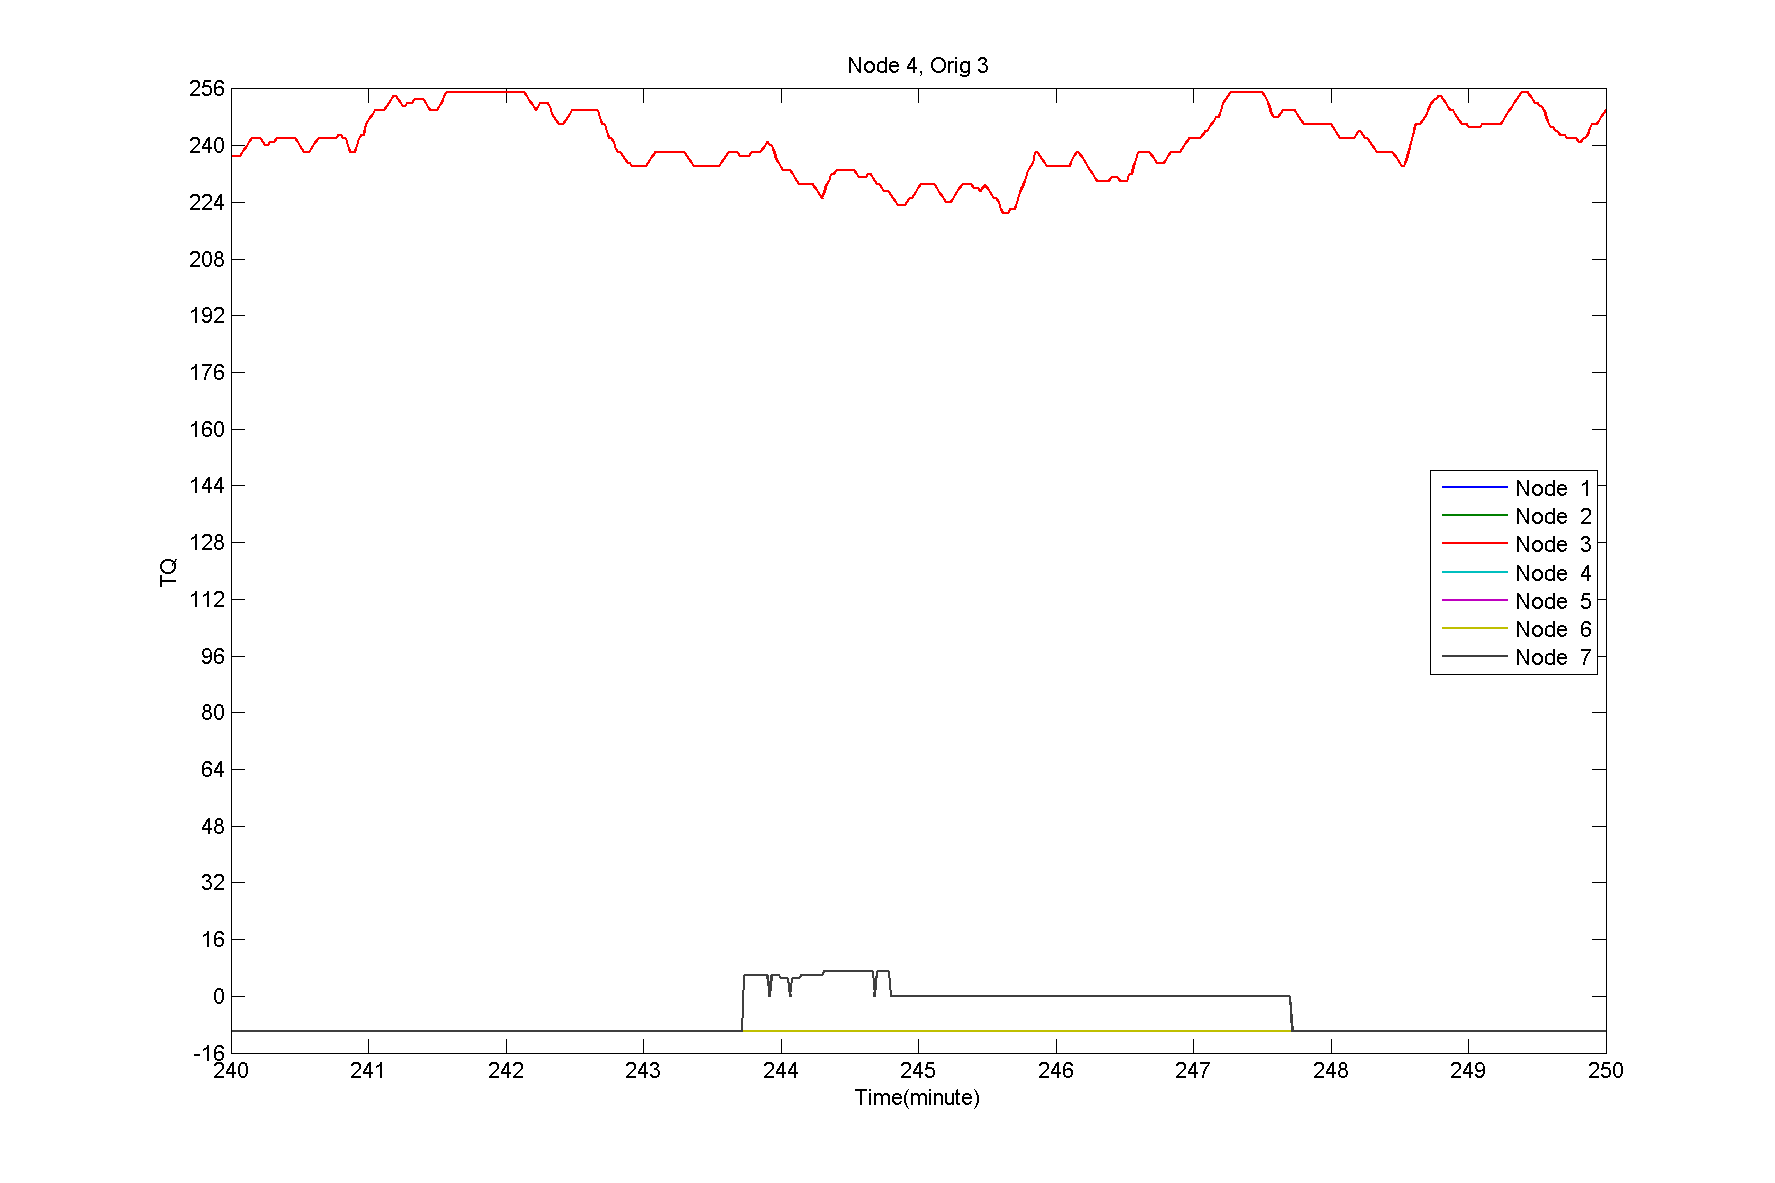 Node 4, Orig 3
256
240
224
208
192
176
160
144
128
112
96
80
64
48
32
16
0
-16
TQ
Node 1
Node 2
Node 3
Node 4
Node 5
Node 6
Node 7
240 241 242 243 244 245 246 247 248 249 250
Time(minute)